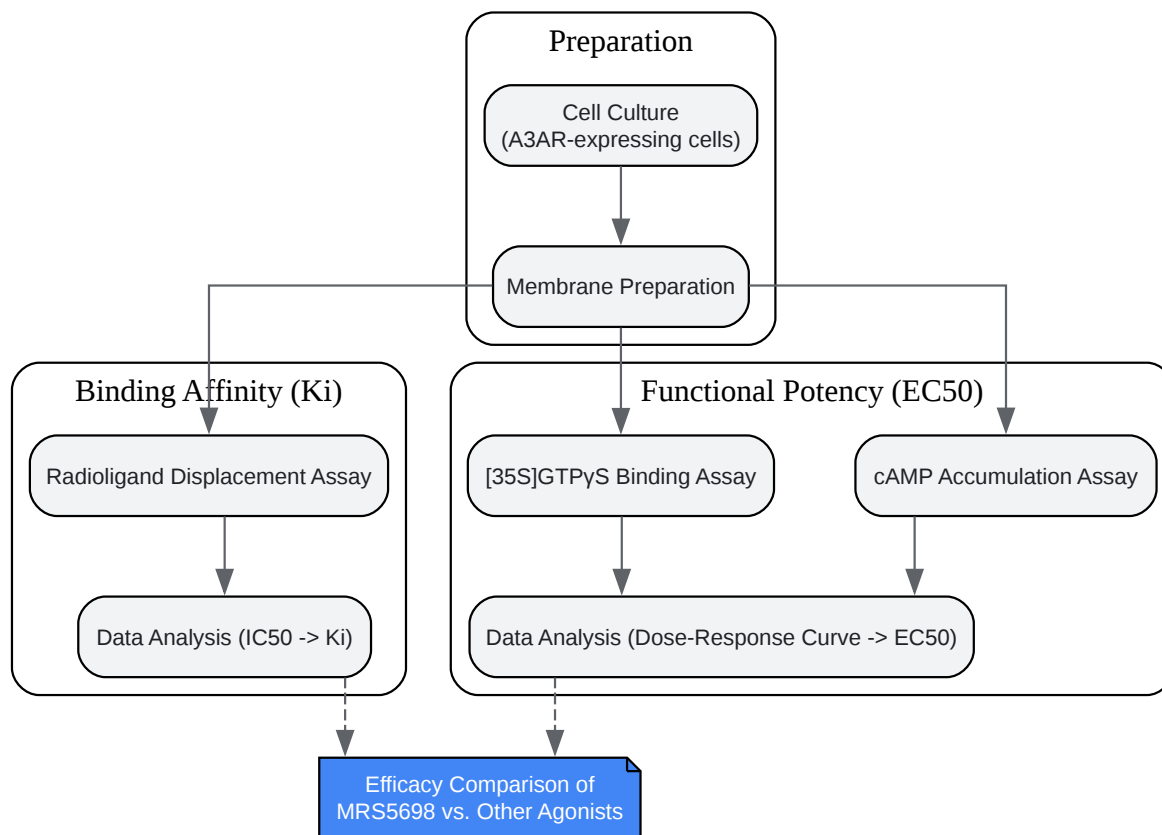 Preparation
Cell Culture
(A3AR-expressing cells)
Membrane Preparation
Binding Affinity (Ki)
Functional Potency (EC50)
Radioligand Displacement Assay
[35S]GTPγS Binding Assay
cAMP Accumulation Assay
Data Analysis (IC50 -> Ki)
Data Analysis (Dose-Response Curve -> EC50)
Efficacy Comparison of
MRS5698 vs. Other Agonists